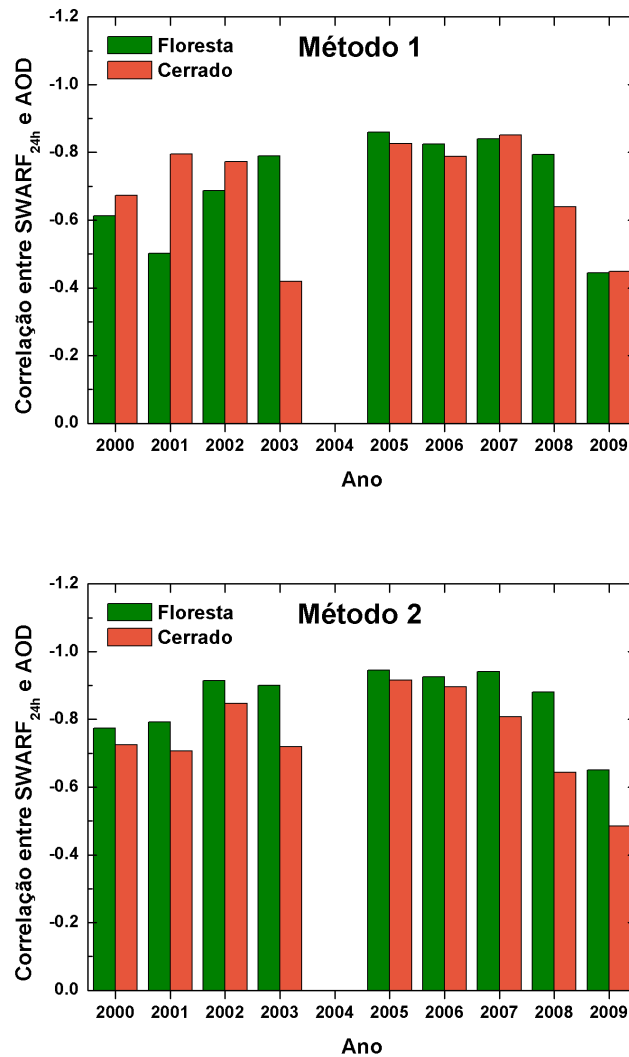 Método 1
Floresta
Cerrado
Correlação entre SWARF24h e AOD
-1.2
-1.0
-0.8
-0.6
-0.4
-0.2
0.0
2000 2001 2002 2003 2004 2005 2006 2007 2008 2009
Ano
Método 2
Floresta
Cerrado
Correlação entre SWARF24h e AOD
-1.2
-1.0
-0.8
-0.6
-0.4
-0.2
0.0
2000 2001 2002 2003 2004 2005 2006 2007 2008 2009
Ano